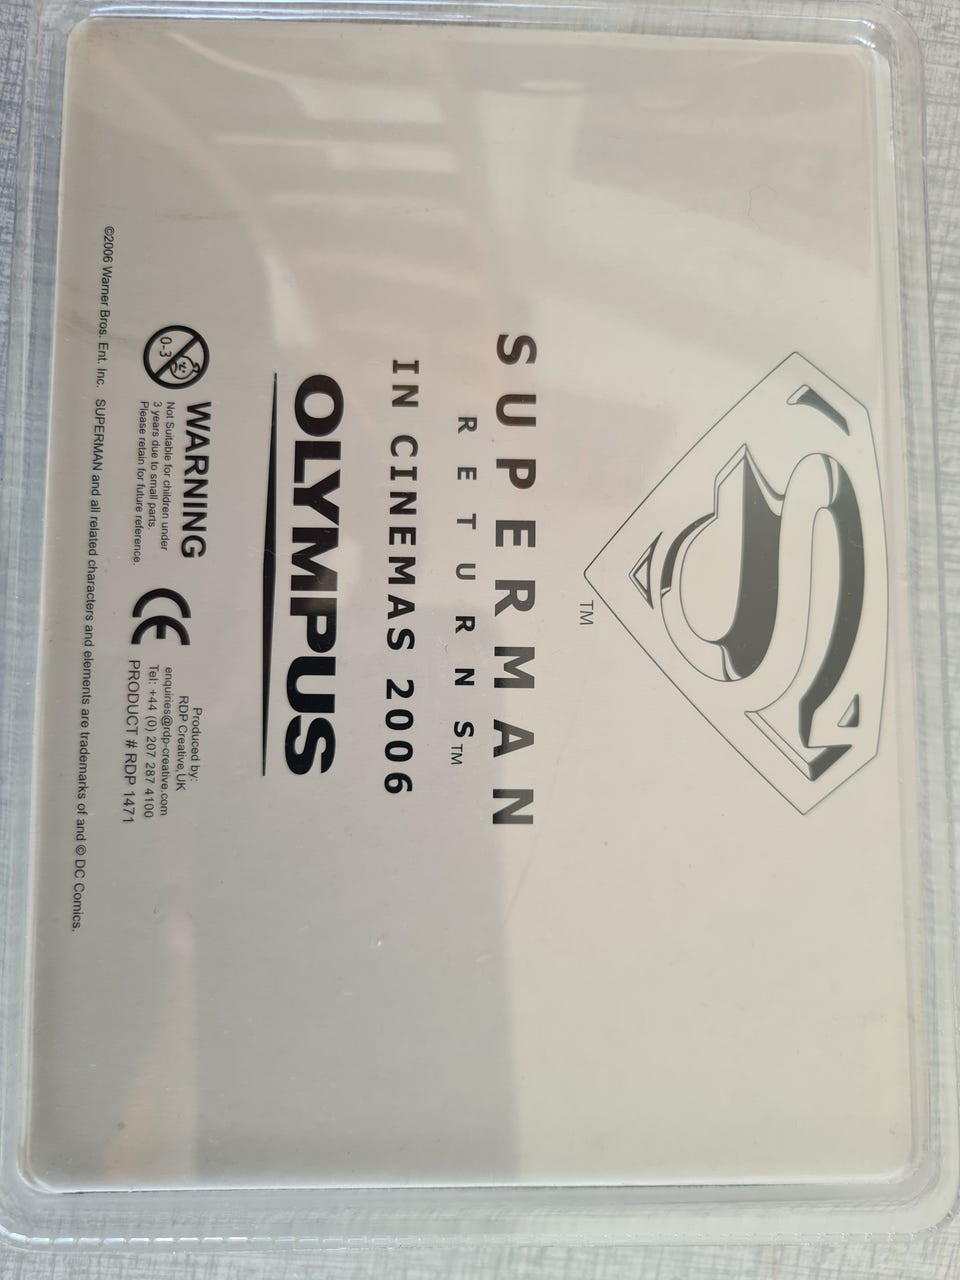 TM
SUPERMAN
RETURNS™
IN CINEMAS 2006
OLYMPUS
0-3
WARNING
Not Suitable for children under
3 years due to small parts.
Please retain for future reference.
CE
Produced by:
RDP Creative, UK
enquiries@rdp-creative.com
Tel: +44 (0) 207 287 4100
PRODUCT # RDP 1471
©2006 Warner Bros. Ent. Inc. SUPERMAN and all related characters and elements are trademarks of and © DC Comics.